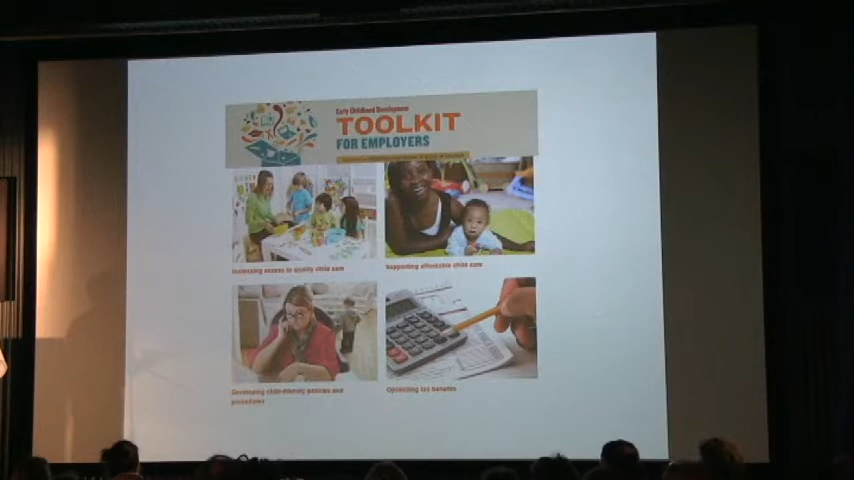 Early Childhood Development
TOOLKIT
FOR EMPLOYERS
Increasing access to quality child care
Supporting affordable child care
Developing child-friendly policies and
procedures
Optimizing tax benefits